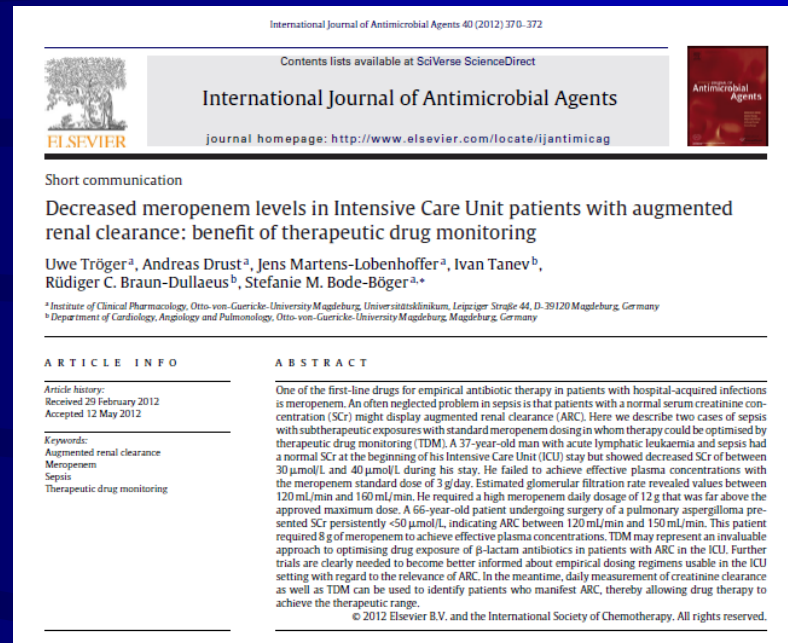 International Journal of Antimicrobial Agents 40 (2012) 370–372
Contents lists available at SciVerse ScienceDirect
International Journal of Antimicrobial Agents
journal homepage: http://www.elsevier.com/locate/ijantimicag
ELSEVIER
Antimicrobial
Agents
Short communication
Decreased meropenem levels in Intensive Care Unit patients with augmented
renal clearance: benefit of therapeutic drug monitoring
Uwe Tröger a, Andreas Drust a, Jens Martens-Lobenhoffer a, Ivan Tanev b,
Rüdiger C. Braun-Dullaeus b, Stefanie M. Bode-Böger a,*
a Institute of Clinical Pharmacology, Otto-von-Guericke-University Magdeburg, Universitätsklinikum, Leipziger Straße 44, D-39120 Magdeburg, Germany
b Department of Cardiology, Angiology and Pulmonology, Otto-von-Guericke-University Magdeburg, Magdeburg, Germany
ARTICLE INFO
Article history:
Received 29 February 2012
Accepted 12 May 2012
Keywords:
Augmented renal clearance
Meropenem
Sepsis
Therapeutic drug monitoring
ABSTRACT
One of the first-line drugs for empirical antibiotic therapy in patients with hospital-acquired infections
is meropenem. An often neglected problem in sepsis is that patients with a normal serum creatinine con-
centration (SCr) might display augmented renal clearance (ARC). Here we describe two cases of sepsis
with subtherapeutic exposures with standard meropenem dosing in whom therapy could be optimised by
therapeutic drug monitoring (TDM). A 37-year-old man with acute lymphatic leukaemia and sepsis had
a normal SCr at the beginning of his Intensive Care Unit (ICU) stay but showed decreased SCr of between
30 μmol/L and 40 μmol/L during his stay. He failed to achieve effective plasma concentrations with
the meropenem standard dose of 3 g/day. Estimated glomerular filtration rate revealed values between
120 mL/min and 160 mL/min. He required a high meropenem daily dosage of 12 g that was far above the
approved maximum dose. A 66-year-old patient undergoing surgery of a pulmonary aspergilloma pre-
sented SCr persistently <50 μmol/L, indicating ARC between 120 mL/min and 150 mL/min. This patient
required 8 g of meropenem to achieve effective plasma concentrations. TDM may represent an invaluable
approach to optimising drug exposure of β-lactam antibiotics in patients with ARC in the ICU. Further
trials are clearly needed to become better informed about empirical dosing regimens usable in the ICU
setting with regard to the relevance of ARC. In the meantime, daily measurement of creatinine clearance
as well as TDM can be used to identify patients who manifest ARC, thereby allowing drug therapy to
achieve the therapeutic range.
© 2012 Elsevier B.V. and the International Society of Chemotherapy. All rights reserved.